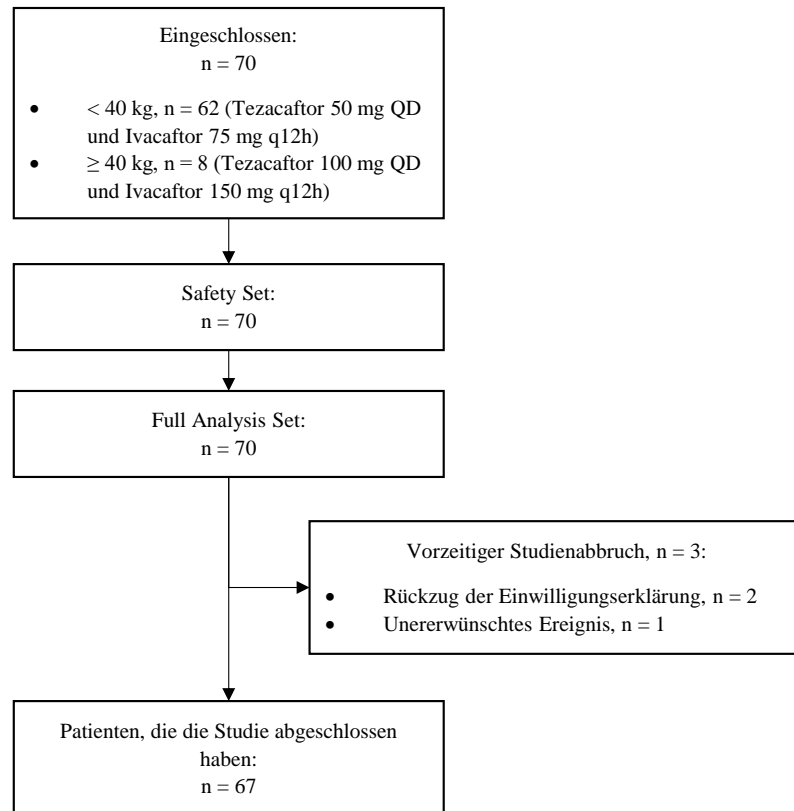 Eingeschlossen:
n = 70
• < 40 kg, n = 62 (Tezacaftor 50 mg QD
und Ivacaftor 75 mg q12h)
• ≥ 40 kg, n = 8 (Tezacaftor 100 mg QD
und Ivacaftor 150 mg q12h)
Safety Set:
n = 70
Full Analysis Set:
n = 70
Vorzeitiger Studienabbruch, n = 3:
• Rückzug der Einwilligungserklärung, n = 2
• Unererwünschtes Ereignis, n = 1
Patienten, die die Studie abgeschlossen
haben:
n = 67